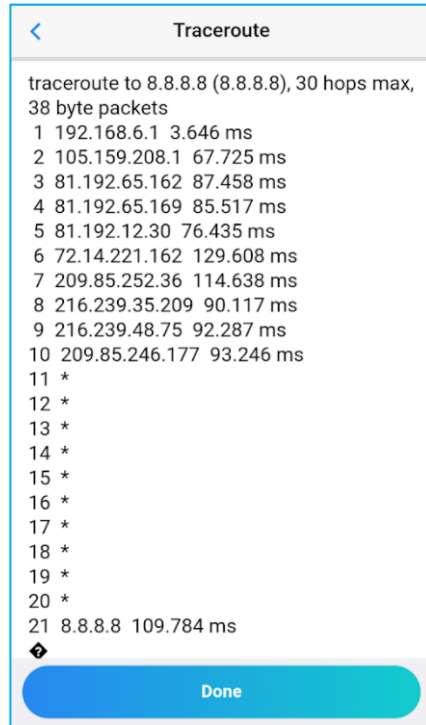 Traceroute
traceroute to 8.8.8.8 (8.8.8.8), 30 hops max,
38 byte packets
1 192.168.6.1 3.646 ms
2 105.159.208.1 67.725 ms
3 81.192.65.162 87.458 ms
4 81.192.65.169 85.517 ms
5 81.192.12.30 76.435 ms
6 72.14.221.162 129.608 ms
7 209.85.252.36 114.638 ms
8 216.239.35.209 90.117 ms
9 216.239.48.75 92.287 ms
10 209.85.246.177 93.246 ms
11 *
12 *
13 *
14 *
15 *
16 *
17 *
18 *
19 *
20 *
21 8.8.8.8 109.784 ms
�
Done